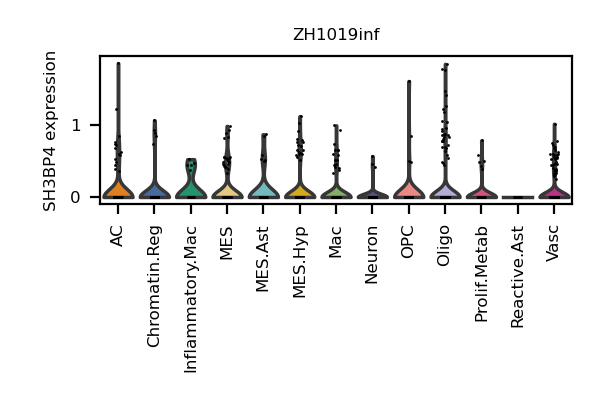 ZH1019inf
SH3BP4 expression
1
0
AC
Chromatin.Reg
Inflammatory.Mac
MES
MES.Ast
MES.Hyp
Mac
Neuron
OPC
Oligo
Prolif.Metab
Reactive.Ast
Vasc